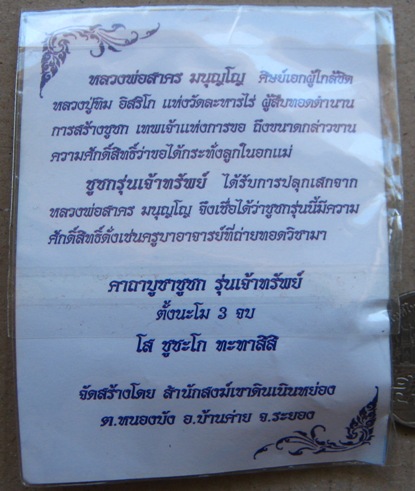 หลวงพ่อสาคร มนุญฺโญ ศิษย์เอกผู้ใกล้ชิด
หลวงปู่ทิม อิสริโก แห่งวัดละหารไร่ ผู้สืบทอดตำนาน
การสร้างชูชก เทพเจ้าแห่งการขอ ถึงขนาดกล่าวขาน
ความศักดิ์สิทธิ์ว่าขอได้กระทั่งลูกในอกแม่
ชูชกรุ่นเจ้าทรัพย์ ได้รับการปลุกเสกจาก
หลวงพ่อสาคร มนุญฺโญ จึงเชื่อได้ว่าชูชกรุ่นนี้มีความ
ศักดิ์สิทธิ์ดั่งเช่นครูบาอาจารย์ที่ถ่ายทอดวิชามา
คาถาบูชาชูชก รุ่นเจ้าทรัพย์
ตั้งนะโม 3 จบ
โส ชูชะโก ทะทาสิสิ
จัดสร้างโดย สำนักสงฆ์เขาดินเนินหย่อง
ต.หนองบัง อ.บ้านค่าย จ.ระยอง